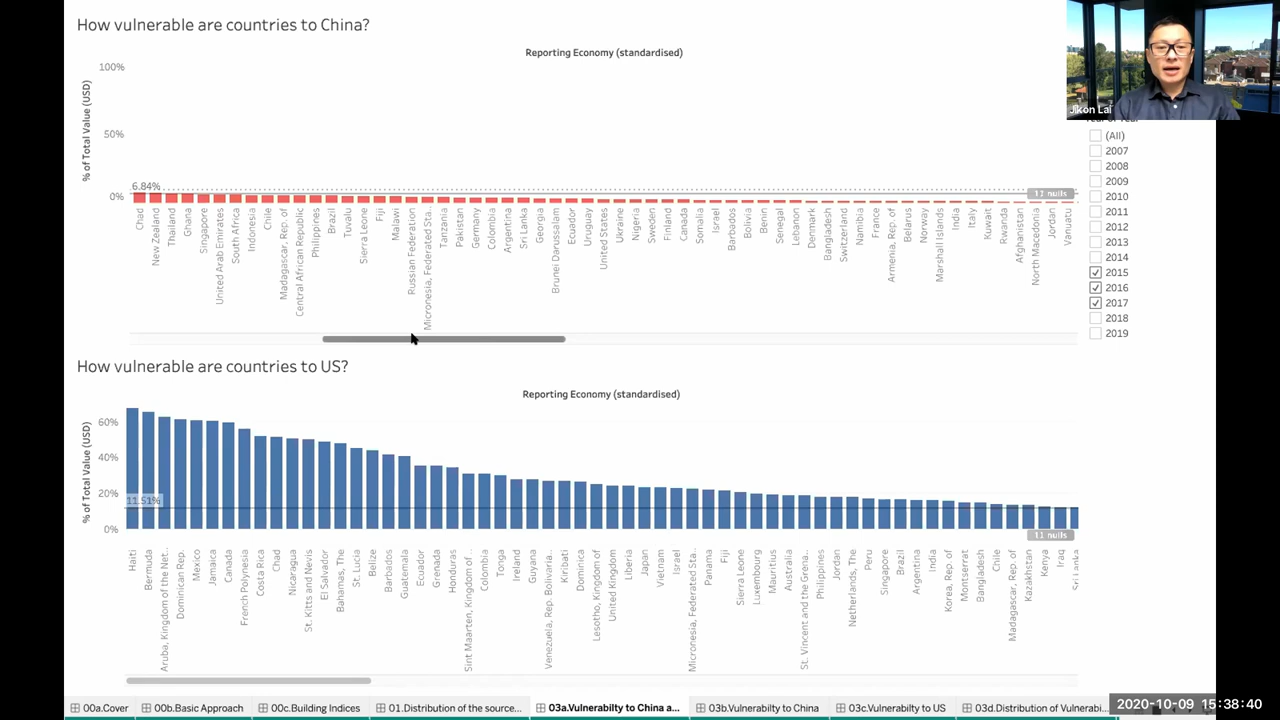 How vulnerable are countries to China?
Reporting Economy (standardised)
% of Total Value (USD)
100%
50%
0%
6.84%
11 nulls
Chad
New Zealand
Thailand
Ghana
Singapore
United Arab Emirates
South Africa
Indonesia
Chile
Madagascar, Rep. of
Central African Republic
Philippines
Brazil
Tuvalu
Sierra Leone
Fiji
Malawi
Russian Federation
Micronesia, Federated Sta..
Tanzania
Pakistan
Germany
Colombia
Argentina
Sri Lanka
Georgia
Brunei Darussalam
Ecuador
Uruguay
United States
Ukraine
Nigeria
Sweden
Finland
Canada
Somalia
Israel
Barbados
Bolivia
Benin
Senegal
Lebanon
Denmark
Bangladesh
Switzerland
Namibia
France
Armenia, Rep. of
Belarus
Norway
Marshall Islands
India
Italy
Kuwait
Rwanda
Afghanistan
North Macedonia
Jordan
Vanuatu
Jikon Lai
(All)
2007
2008
2009
2010
2011
2012
2013
2014
2015
2016
2017
2018
2019
How vulnerable are countries to US?
Reporting Economy (standardised)
% of Total Value (USD)
60%
40%
20%
0%
11.51%
11 nulls
Haiti
Bermuda
Aruba, Kingdom of the Net..
Dominican Rep.
Mexico
Jamaica
Canada
French Polynesia
Costa Rica
Chad
Nicaragua
St. Kitts and Nevis
El Salvador
Bahamas, The
St. Lucia
Belize
Barbados
Guatemala
Ecuador
Grenada
Honduras
Sint Maarten, Kingdom of ..
Colombia
Tonga
Ireland
Guyana
Venezuela, Rep. Bolivaria..
Kiribati
Dominica
Lesotho, Kingdom of
United Kingdom
Liberia
Japan
Vietnam
Israel
Micronesia, Federated Sta..
Panama
Fiji
Sierra Leone
Luxembourg
Mauritius
Australia
St. Vincent and the Grena..
Philippines
Jordan
Netherlands, The
Peru
Singapore
Brazil
Argentina
India
Korea, Rep. of
Montserrat
Bangladesh
Chile
Madagascar, Rep. of
Kazakhstan
Kenya
Iraq
Sri Lanka
00a.Cover
00b.Basic Approach
00c.Building Indices
01.Distribution of the source...
03a.Vulnerabilty to China a...
03b.Vulnerabilty to China
03c.Vulnerabilty to US
03d.Distribution of Vulnerabi...
2020-10-09 15:38:40